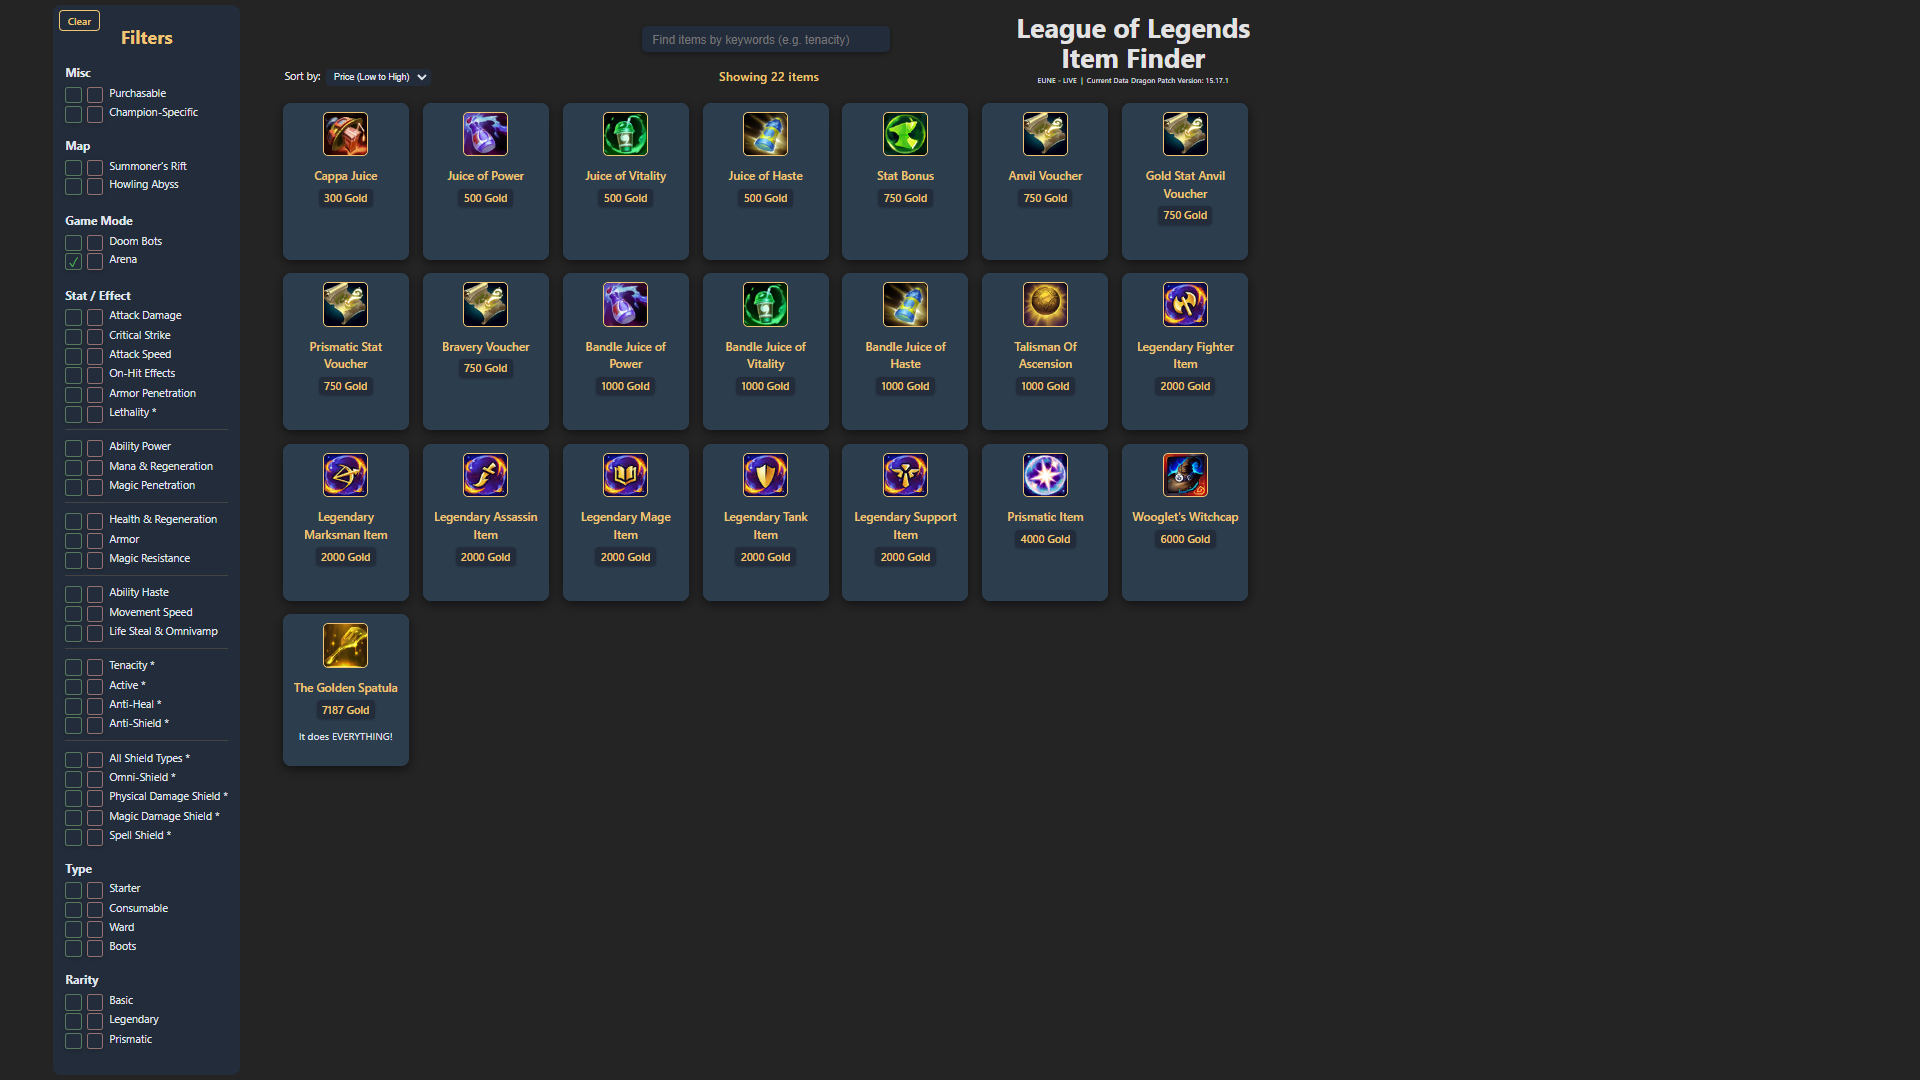 Clear
Filters
Misc
Purchasable
Champion-Specific
Map
Summoner's Rift
Howling Abyss
Game Mode
Doom Bots
Arena
Stat / Effect
Attack Damage
Critical Strike
Attack Speed
On-Hit Effects
Armor Penetration
Lethality *
Ability Power
Mana & Regeneration
Magic Penetration
Health & Regeneration
Armor
Magic Resistance
Ability Haste
Movement Speed
Life Steal & Omnivamp
Tenacity *
Active *
Anti-Heal *
Anti-Shield *
All Shield Types *
Omni-Shield *
Physical Damage Shield *
Magic Damage Shield *
Spell Shield *
Type
Starter
Consumable
Ward
Boots
Rarity
Basic
Legendary
Prismatic
Find items by keywords (e.g. tenacity)
League of Legends
Item Finder
EUNE - LIVE | Current Data Dragon Patch Version: 15.17.1
Sort by: Price (Low to High)
Showing 22 items
Cappa Juice
300 Gold
Juice of Power
500 Gold
Juice of Vitality
500 Gold
Juice of Haste
500 Gold
Stat Bonus
750 Gold
Anvil Voucher
750 Gold
Gold Stat Anvil
Voucher
750 Gold
Prismatic Stat
Voucher
750 Gold
Bravery Voucher
750 Gold
Bandle Juice of
Power
1000 Gold
Bandle Juice of
Vitality
1000 Gold
Bandle Juice of
Haste
1000 Gold
Talisman Of
Ascension
1000 Gold
Legendary Fighter
Item
2000 Gold
Legendary
Marksman Item
2000 Gold
Legendary Assassin
Item
2000 Gold
Legendary Mage
Item
2000 Gold
Legendary Tank
Item
2000 Gold
Legendary Support
Item
2000 Gold
Prismatic Item
4000 Gold
Wooglet's Witchcap
6000 Gold
The Golden Spatula
7187 Gold
It does EVERYTHING!